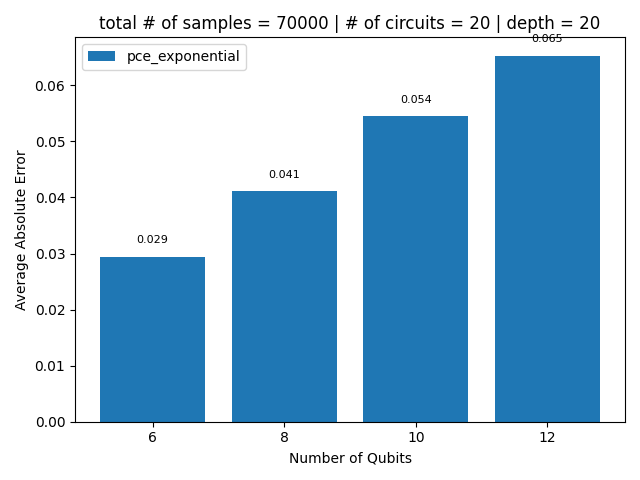 total # of samples = 70000 | # of circuits = 20 | depth = 20
pce_exponential
0.065
0.054
0.041
0.029
0.06
0.05
0.04
0.03
0.02
0.01
0.00
Average Absolute Error
6 8 10 12
Number of Qubits